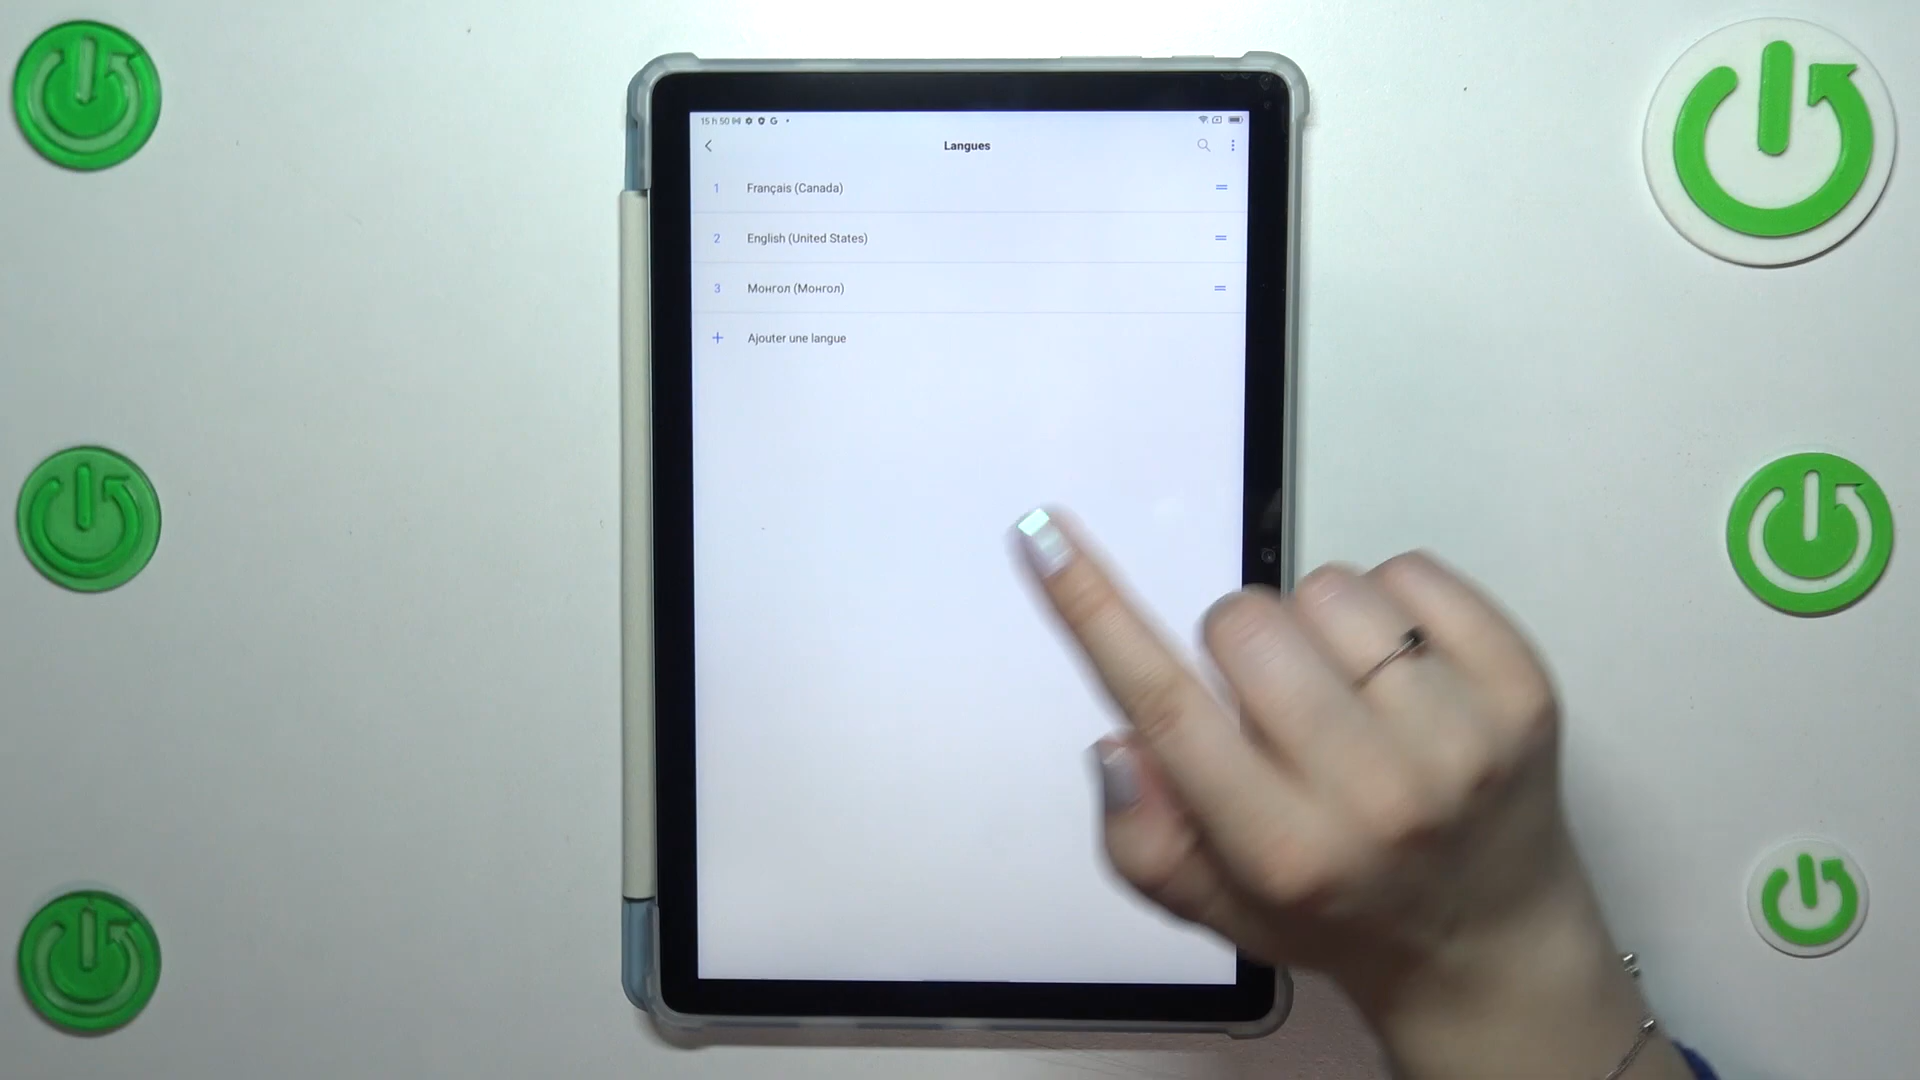 15 h 50 G
Langues
1 Français (Canada)
2 English (United States)
3 Монгол (Монгол)
+ Ajouter une langue